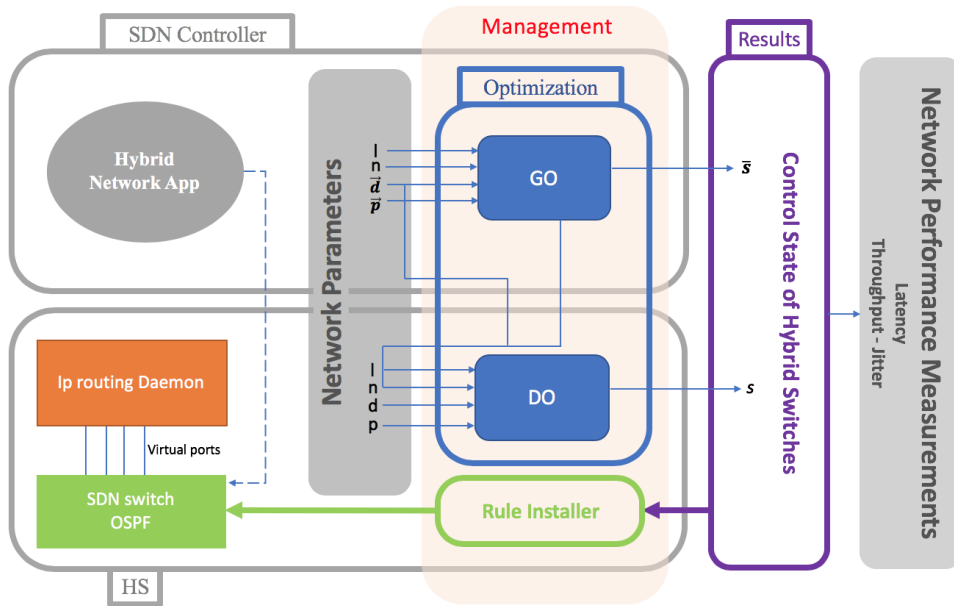 SDN Controller
Management
Results
Hybrid
Network App
Network Parameters
Optimization
l
n
d⃗
p⃗
GO
s̅
l
n
d
p
DO
s
Control State of Hybrid Switches
Network Performance Measurements
Latency
Throughput - Jitter
Ip routing Daemon
Virtual ports
SDN switch
OSPF
Rule Installer
HS